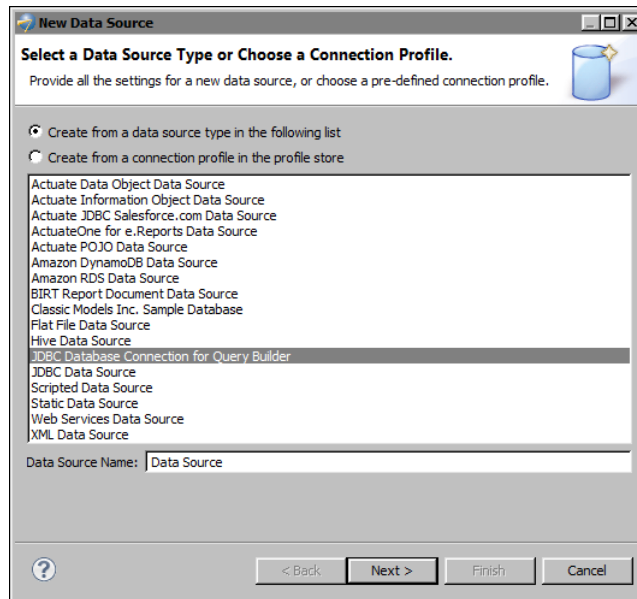 New Data Source
Select a Data Source Type or Choose a Connection Profile.
Provide all the settings for a new data source, or choose a pre-defined connection profile.
Create from a data source type in the following list
Create from a connection profile in the profile store
Actuate Data Object Data Source
Actuate Information Object Data Source
Actuate JDBC Salesforce.com Data Source
ActuateOne for e.Reports Data Source
Actuate POJO Data Source
Amazon DynamoDB Data Source
Amazon RDS Data Source
BIRT Report Document Data Source
Classic Models Inc. Sample Database
Flat File Data Source
Hive Data Source
JDBC Database Connection for Query Builder
JDBC Data Source
Scripted Data Source
Static Data Source
Web Services Data Source
XML Data Source
Data Source Name: Data Source
? < Back Next > Finish Cancel